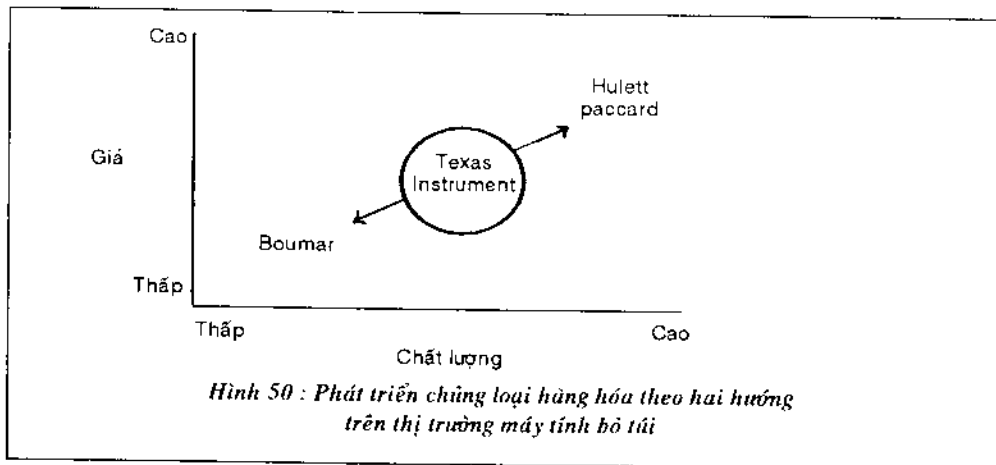 Cao
Hulett
paccard
Giá
Texas
Instrument
Boumar
Thấp
Thấp
Cao
Chất lượng
Hình 50 : Phát triển chủng loại hàng hóa theo hai hướng
trên thị trường máy tính bỏ túi